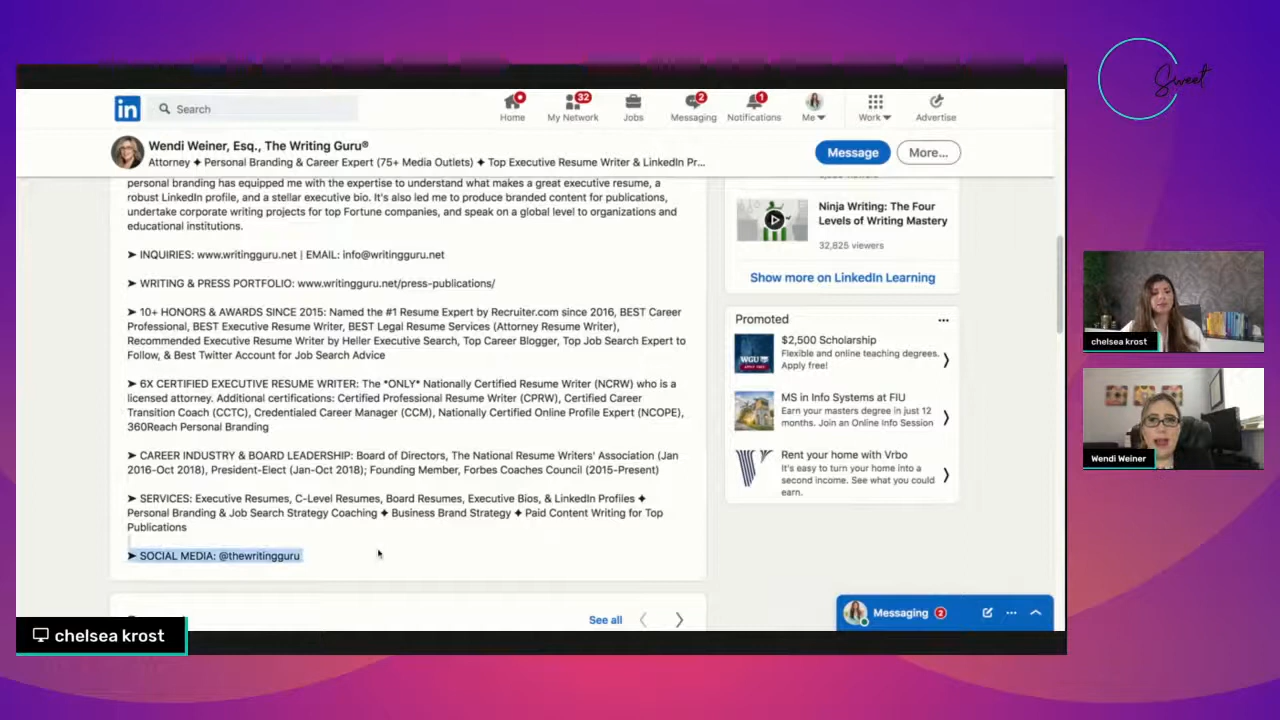 Sweet
in
Search
Home
32
My Network
Jobs
2
Messaging
1
Notifications
Me
Work
Advertise
Wendi Weiner, Esq., The Writing Guru®
Attorney ✦ Personal Branding & Career Expert (75+ Media Outlets) ✦ Top Executive Resume Writer & LinkedIn Pr...
Message
More...
personal branding has equipped me with the expertise to understand what makes a great executive resume, a
robust LinkedIn profile, and a stellar executive bio. It's also led me to produce branded content for publications,
undertake corporate writing projects for top Fortune companies, and speak on a global level to organizations and
educational institutions.
➤ INQUIRIES: www.writingguru.net | EMAIL: info@writingguru.net
➤ WRITING & PRESS PORTFOLIO: www.writingguru.net/press-publications/
➤ 10+ HONORS & AWARDS SINCE 2015: Named the #1 Resume Expert by Recruiter.com since 2016, BEST Career
Professional, BEST Executive Resume Writer, BEST Legal Resume Services (Attorney Resume Writer),
Recommended Executive Resume Writer by Heller Executive Search, Top Career Blogger, Top Job Search Expert to
Follow, & Best Twitter Account for Job Search Advice
➤ 6X CERTIFIED EXECUTIVE RESUME WRITER: The *ONLY* Nationally Certified Resume Writer (NCRW) who is a
licensed attorney. Additional certifications: Certified Professional Resume Writer (CPRW), Certified Career
Transition Coach (CCTC), Credentialed Career Manager (CCM), Nationally Certified Online Profile Expert (NCOPE),
360Reach Personal Branding
➤ CAREER INDUSTRY & BOARD LEADERSHIP: Board of Directors, The National Resume Writers' Association (Jan
2016-Oct 2018), President-Elect (Jan-Oct 2018); Founding Member, Forbes Coaches Council (2015-Present)
➤ SERVICES: Executive Resumes, C-Level Resumes, Board Resumes, Executive Bios, & LinkedIn Profiles ✦
Personal Branding & Job Search Strategy Coaching ✦ Business Brand Strategy ✦ Paid Content Writing for Top
Publications
➤ SOCIAL MEDIA: @thewritingguru
See all
Ninja Writing: The Four
Levels of Writing Mastery
32,825 viewers
Show more on LinkedIn Learning
Promoted
...
WGU
$2,500 Scholarship
Flexible and online teaching degrees.
Apply free!
MS in Info Systems at FIU
Earn your masters degree in just 12
months. Join an Online Info Session
Rent your home with Vrbo
It's easy to turn your home into a
second income. See what you could
earn.
Messaging 2
chelsea krost
Wendi Weiner
chelsea krost